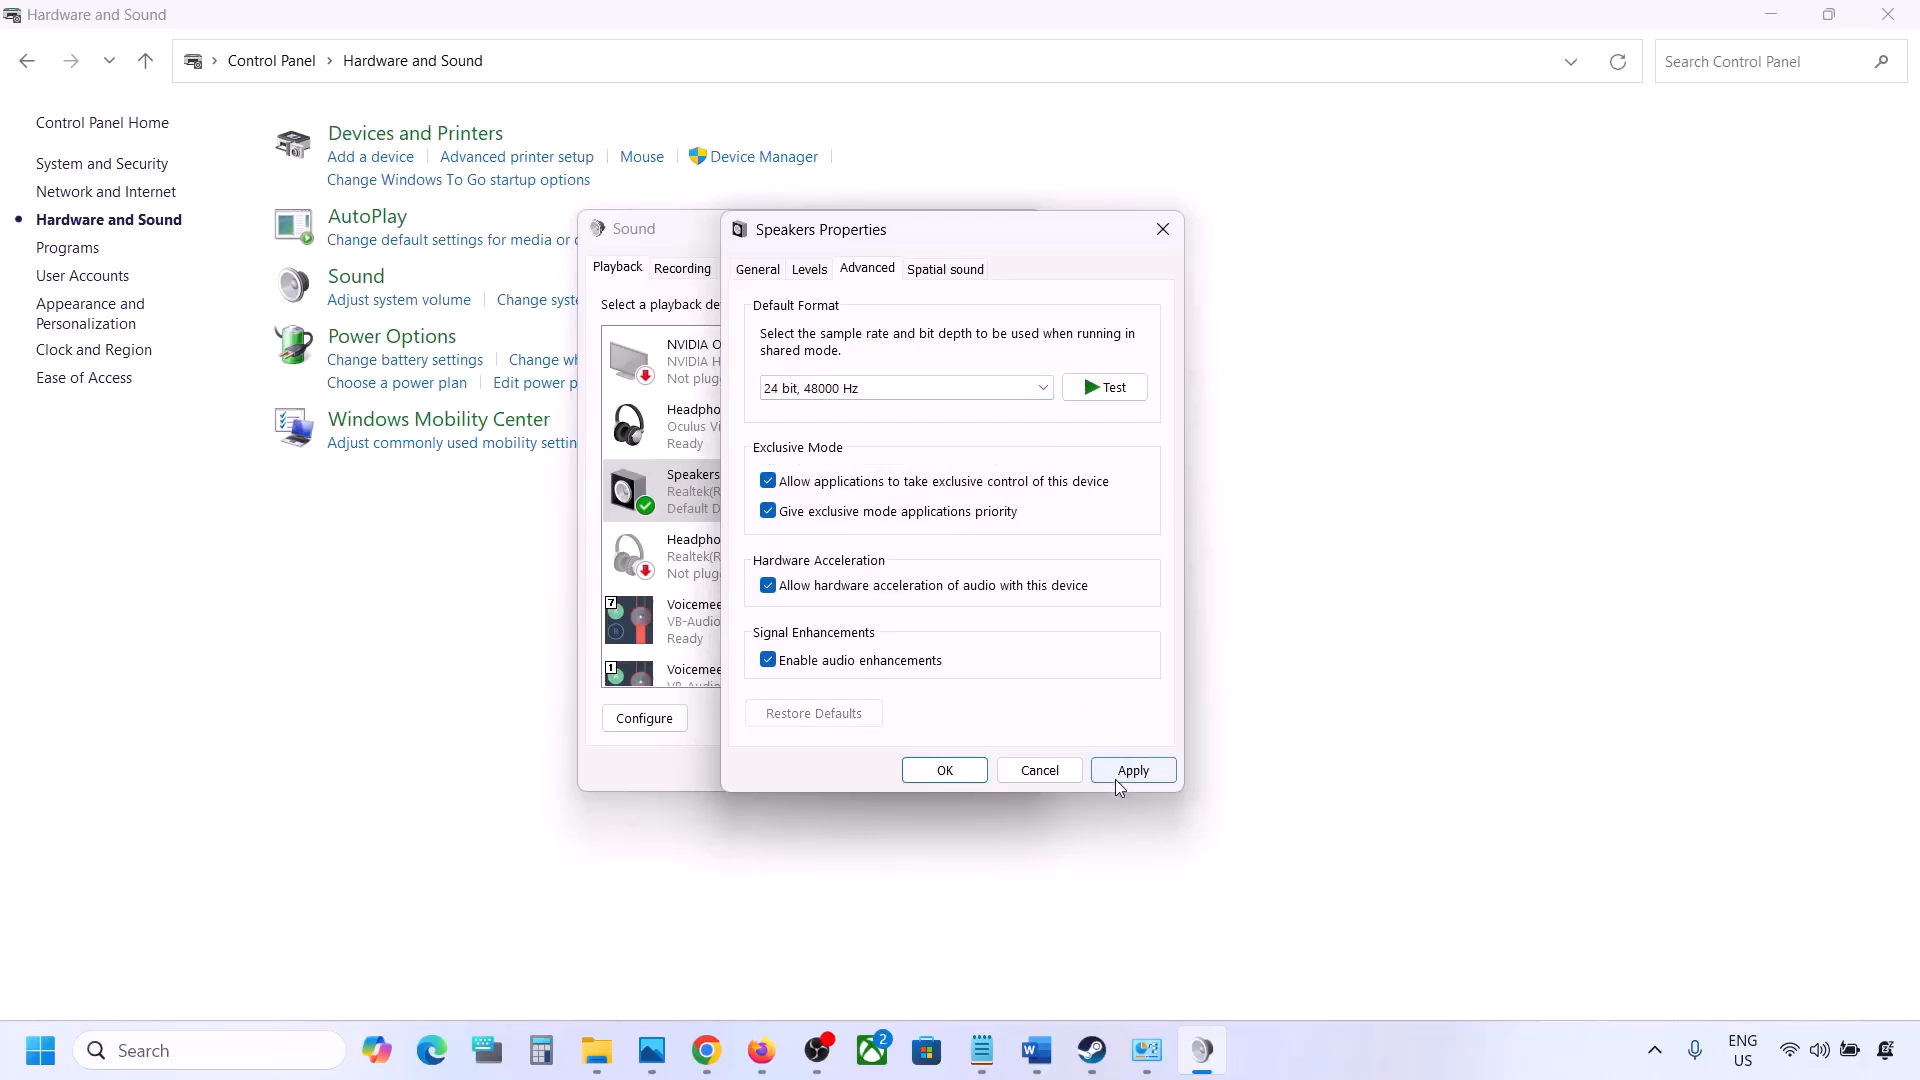 Hardware and Sound
Control Panel > Hardware and Sound
Search Control Panel
Control Panel Home
System and Security
Network and Internet
Hardware and Sound
Programs
User Accounts
Appearance and
Personalization
Clock and Region
Ease of Access
Devices and Printers
Add a device
Advanced printer setup
Mouse
Device Manager
Change Windows To Go startup options
AutoPlay
Change default settings for media or
Sound
Adjust system volume
Change syst
Power Options
Change battery settings
Change wh
Choose a power plan
Edit power p
Windows Mobility Center
Adjust commonly used mobility settin
Sound
Playback
Recording
Select a playback de
NVIDIA O
NVIDIA H
Not plug
Headpho
Oculus Vi
Ready
Speakers
Realtek(R
Default D
Headpho
Realtek(R
Not plug
7
Voicemee
VB-Audio
Ready
1
Voicemee
VB-Audio
Configure
Speakers Properties
General
Levels
Advanced
Spatial sound
Default Format
Select the sample rate and bit depth to be used when running in
shared mode.
24 bit, 48000 Hz
Test
Exclusive Mode
Allow applications to take exclusive control of this device
Give exclusive mode applications priority
Hardware Acceleration
Allow hardware acceleration of audio with this device
Signal Enhancements
Enable audio enhancements
Restore Defaults
OK
Cancel
Apply
Search
2
ENG
US